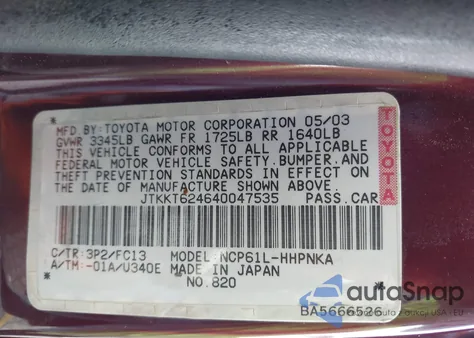 MFD.BY:TOYOTA MOTOR CORPORATION 05/03
GVWR 3345LB GAWR FR 1725LB RR 1640LB
THIS VEHICLE CONFORMS TO ALL APPLICABLE
FEDERAL MOTOR VEHICLE SAFETY.BUMPER.AND
THEFT PREVENTION STANDARDS IN EFFECT ON
THE DATE OF MANUFACTURE SHOWN ABOVE.
JTKKT624640047535 PASS.CAR
TOYOTA
C/TR:3P2/FC13 MODEL:NCP61L-HHPNKA
A/TM:-01A/U340E MADE IN JAPAN
NO.820
BA5666526
autoSnap